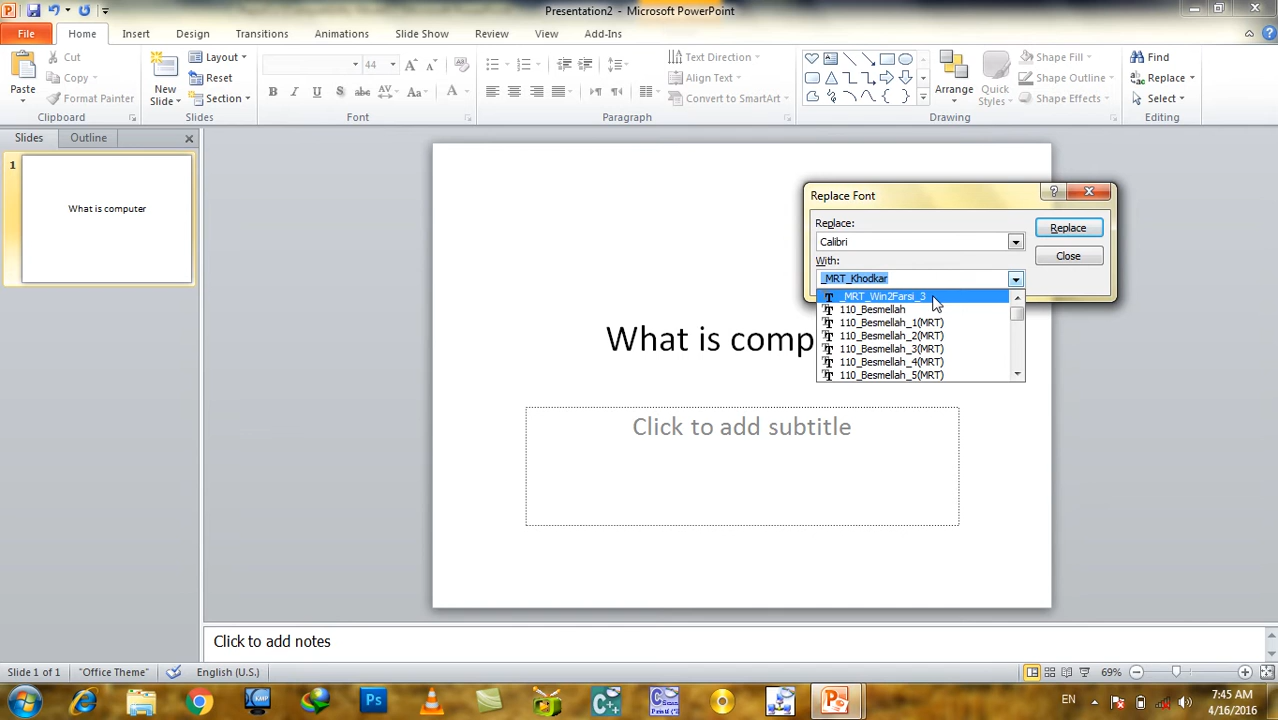 Presentation2 - Microsoft PowerPoint
File Home Insert Design Transitions Animations Slide Show Review View Add-Ins
Paste
Cut
Copy
Format Painter
Clipboard
New
Slide
Layout
Reset
Section
Slides
44
B I U S abc AV Aa A
Font
Paragraph
Text Direction
Align Text
Convert to SmartArt
Arrange
Quick
Styles
Shape Fill
Shape Outline
Shape Effects
Drawing
Find
Replace
Select
Editing
Slides Outline
1
What is computer
What is comp
Click to add subtitle
Replace Font
Replace:
Calibri
With:
_MRT_Khodkar
Replace
Close
_MRT_Win2Farsi_3
110_Besmellah
110_Besmellah_1(MRT)
110_Besmellah_2(MRT)
110_Besmellah_3(MRT)
110_Besmellah_4(MRT)
110_Besmellah_5(MRT)
Click to add notes
Slide 1 of 1 "Office Theme" English (U.S.) 69%
Ps
EN
7:45 AM
4/16/2016